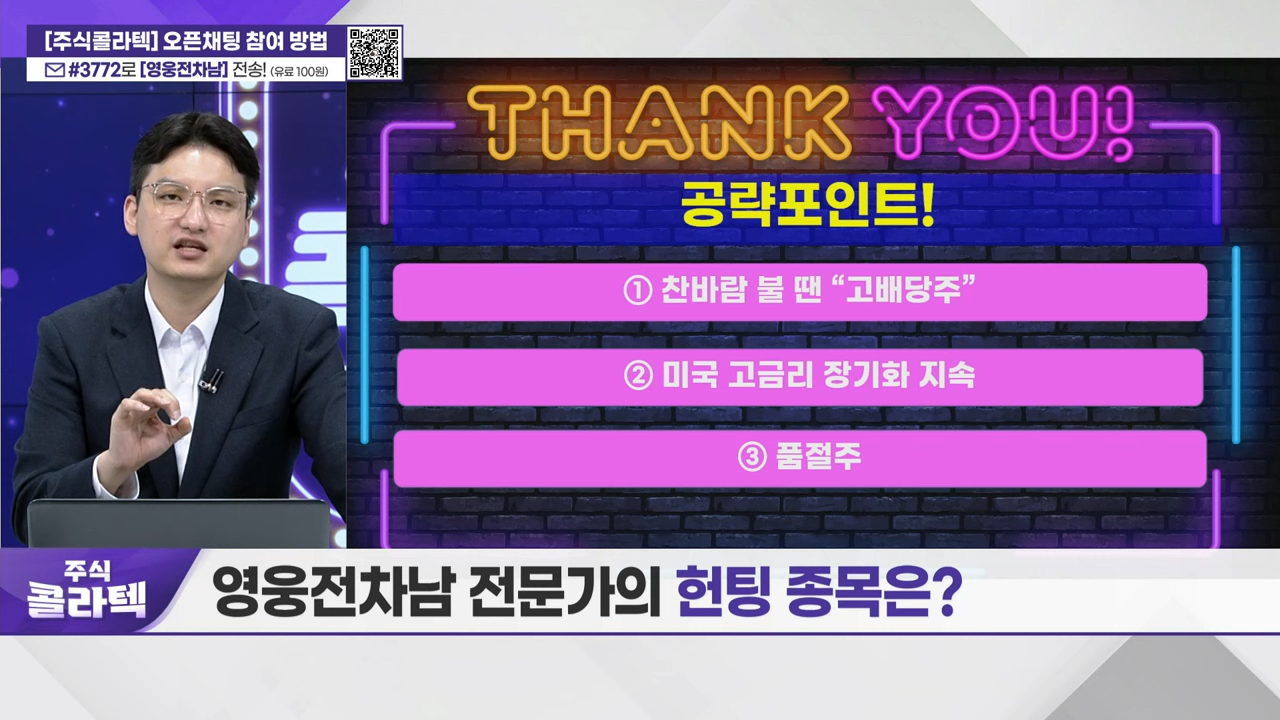 [주식콜라텍] 오픈채팅 참여 방법
#3772로 [영웅전차남] 전송! (유료 100원)
THANK YOU!
공략포인트!
① 찬바람 불 땐 “고배당주”
② 미국 고금리 장기화 지속
③ 품절주
주식
콜라텍
영웅전차남 전문가의 헌팅 종목은?